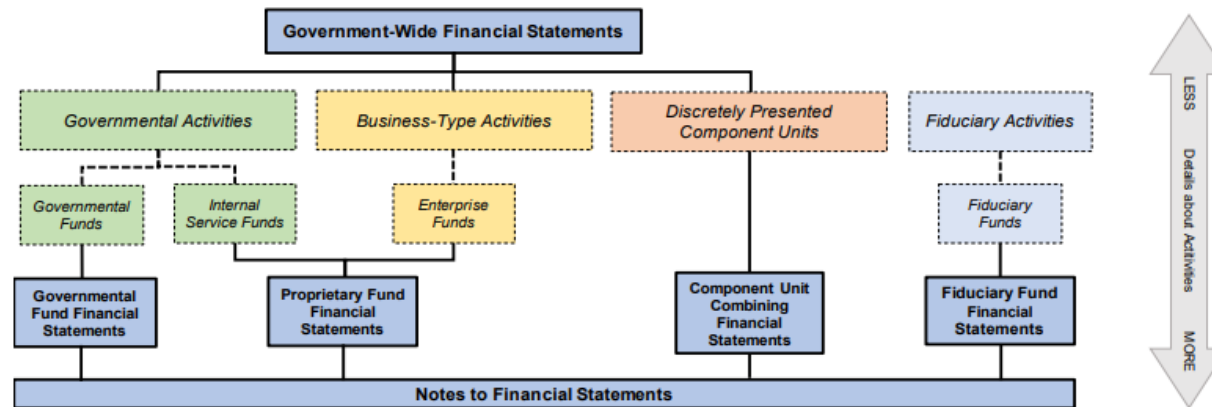 Government-Wide Financial Statements
Governmental Activities
Business-Type Activities
Discretely Presented
Component Units
Fiduciary Activities
Governmental
Funds
Internal
Service Funds
Enterprise
Funds
Fiduciary
Funds
Governmental
Fund Financial
Statements
Proprietary Fund
Financial
Statements
Component Unit
Combining
Financial
Statements
Fiduciary Fund
Financial
Statements
Notes to Financial Statements
LESS Details about Actitivities MORE